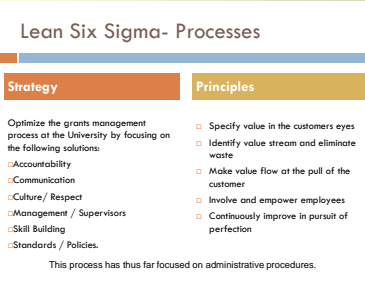 Lean Six Sigma- Processes
Strategy
Optimize the grants management
process at the University by focusing on
the following solutions:
□Accountability
□Communication
□Culture/ Respect
□Management / Supervisors
□Skill Building
□Standards / Policies.
Principles
□ Specify value in the customers eyes
□ Identify value stream and eliminate
waste
□ Make value flow at the pull of the
customer
□ Involve and empower employees
□ Continuously improve in pursuit of
perfection
This process has thus far focused on administrative procedures.